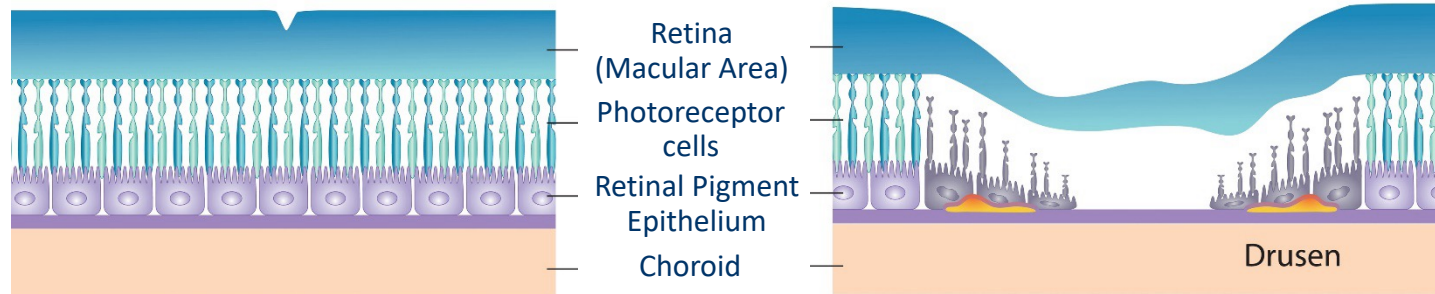 Retina
(Macular Area)
Photoreceptor
cells
Retinal Pigment
Epithelium
Choroid
Drusen